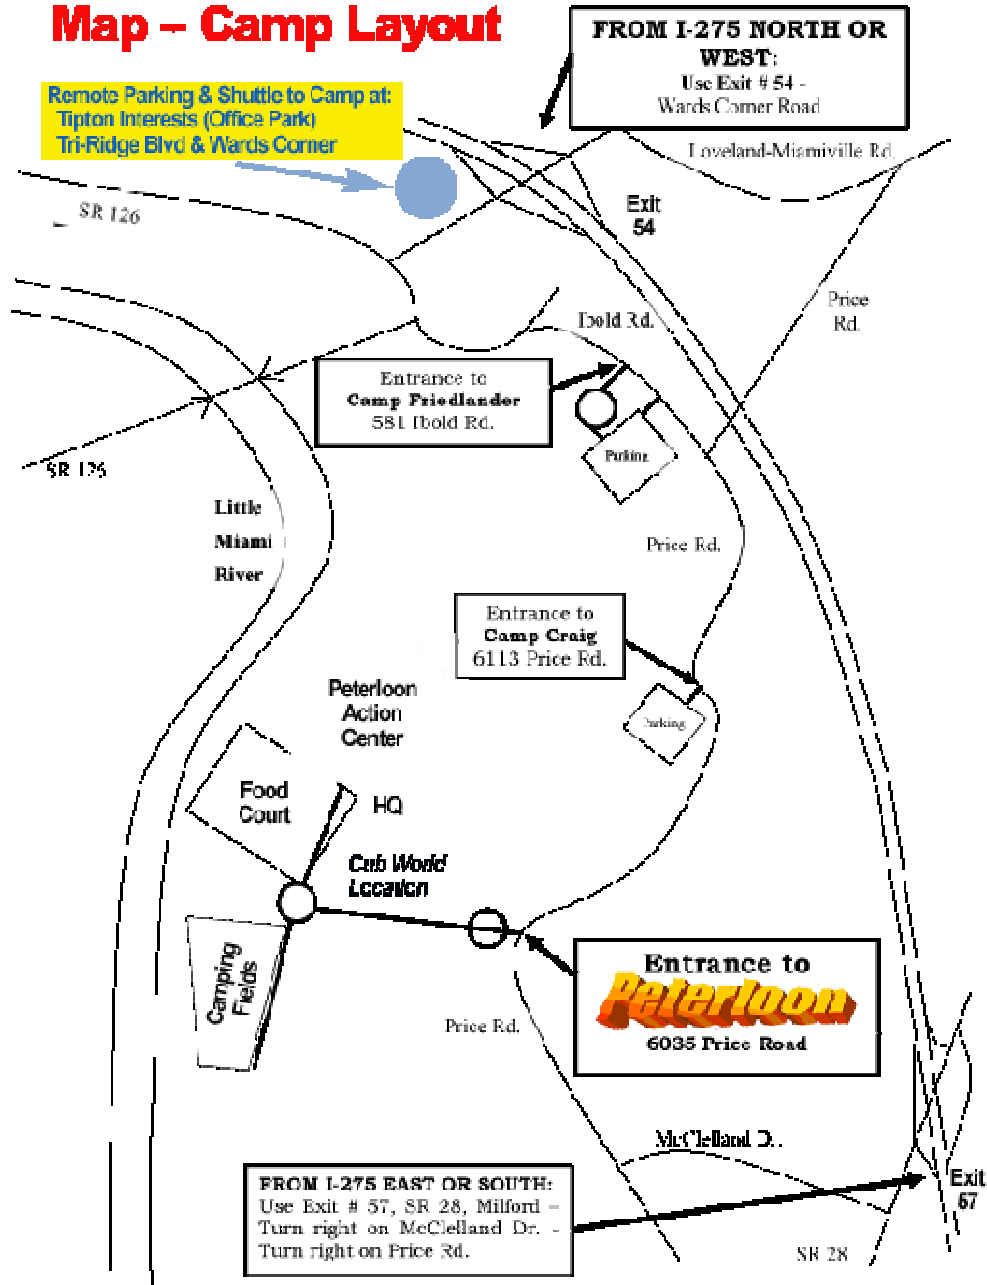 Map – Camp Layout
FROM I-275 NORTH OR
WEST:
Use Exit # 54 -
Wards Corner Road
Remote Parking & Shuttle to Camp at:
Tipton Interests (Office Park)
Tri-Ridge Blvd & Wards Corner
Loveland-Miamiville Rd.
SR 126
Exit
54
Price
Rd.
Ibold Rd.
Entrance to
Camp Friedlander
581 Ibold Rd.
Parking
SR 126
Little
Miami
River
Price Rd.
Entrance to
Camp Craig
6113 Price Rd.
Parking
Peterloon
Action
Center
Food
Court
HQ
Cub World
Location
Camping
Fields
Entrance to
Peterloon
6035 Price Road
Price Rd.
McClelland D..
FROM I-275 EAST OR SOUTH:
Use Exit # 57, SR 28, Milford –
Turn right on McClelland Dr. -
Turn right on Price Rd.
Exit
57
SR 28